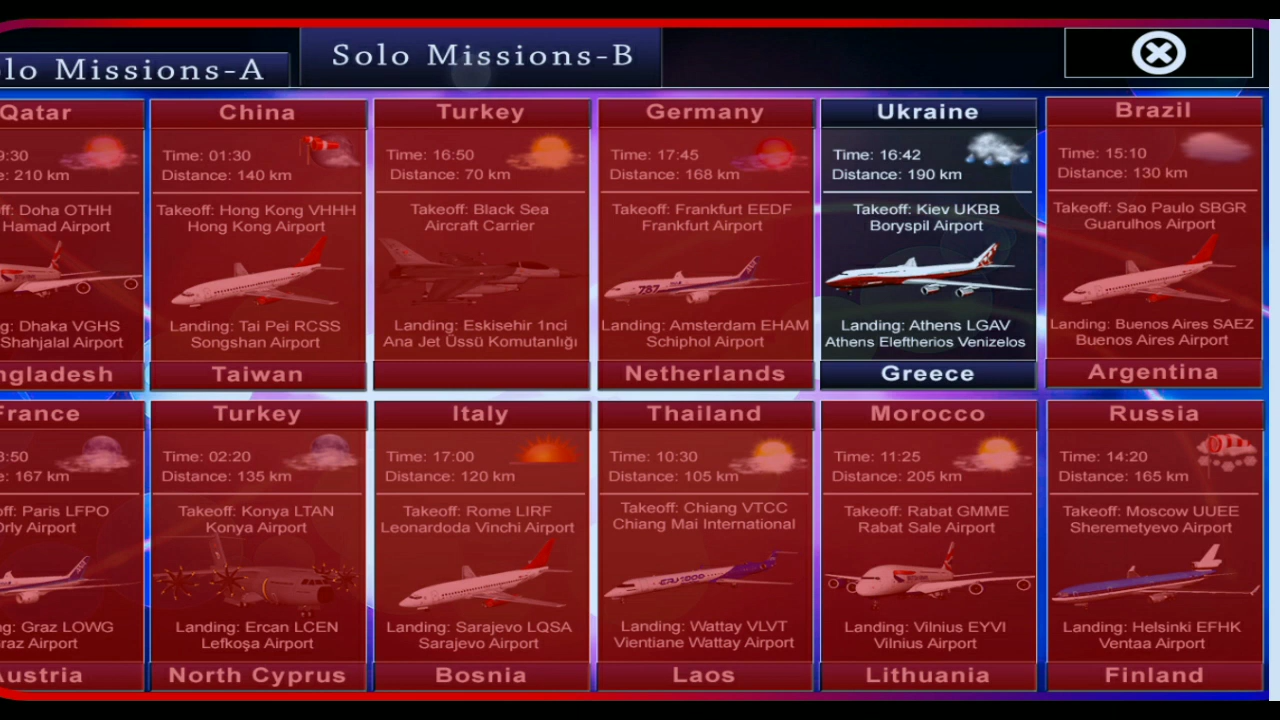 lo Missions-A
Solo Missions-B
Qatar
9:30
e: 210 km
ff: Doha OTHH
Hamad Airport
g: Dhaka VGHS
Shahjalal Airport
ngladesh
China
Time: 01:30
Distance: 140 km
Takeoff: Hong Kong VHHH
Hong Kong Airport
Landing: Tai Pei RCSS
Songshan Airport
Taiwan
Turkey
Time: 16:50
Distance: 70 km
Takeoff: Black Sea
Aircraft Carrier
Landing: Eskisehir 1nci
Ana Jet Üssü Komutanlığı
Germany
Time: 17:45
Distance: 168 km
Takeoff: Frankfurt EEDF
Frankfurt Airport
787
Landing: Amsterdam EHAM
Schiphol Airport
Netherlands
Ukraine
Time: 16:42
Distance: 190 km
Takeoff: Kiev UKBB
Boryspil Airport
Landing: Athens LGAV
Athens Eleftherios Venizelos
Greece
Brazil
Time: 15:10
Distance: 130 km
Takeoff: Sao Paulo SBGR
Guarulhos Airport
Landing: Buenos Aires SAEZ
Buenos Aires Airport
Argentina
France
3:50
e: 167 km
off: Paris LFPO
Orly Airport
ng: Graz LOWG
raz Airport
Austria
Turkey
Time: 02:20
Distance: 135 km
Takeoff: Konya LTAN
Konya Airport
Landing: Ercan LCEN
Lefkoşa Airport
North Cyprus
Italy
Time: 17:00
Distance: 120 km
Takeoff: Rome LIRF
Leonardoda Vinchi Airport
Landing: Sarajevo LQSA
Sarajevo Airport
Bosnia
Thailand
Time: 10:30
Distance: 105 km
Takeoff: Chiang VTCC
Chiang Mai International
Landing: Wattay VLVT
Vientiane Wattay Airport
Laos
Morocco
Time: 11:25
Distance: 205 km
Takeoff: Rabat GMME
Rabat Sale Airport
Landing: Vilnius EYVI
Vilnius Airport
Lithuania
Russia
Time: 14:20
Distance: 165 km
Takeoff: Moscow UUEE
Sheremetyevo Airport
Landing: Helsinki EFHK
Ventaa Airport
Finland